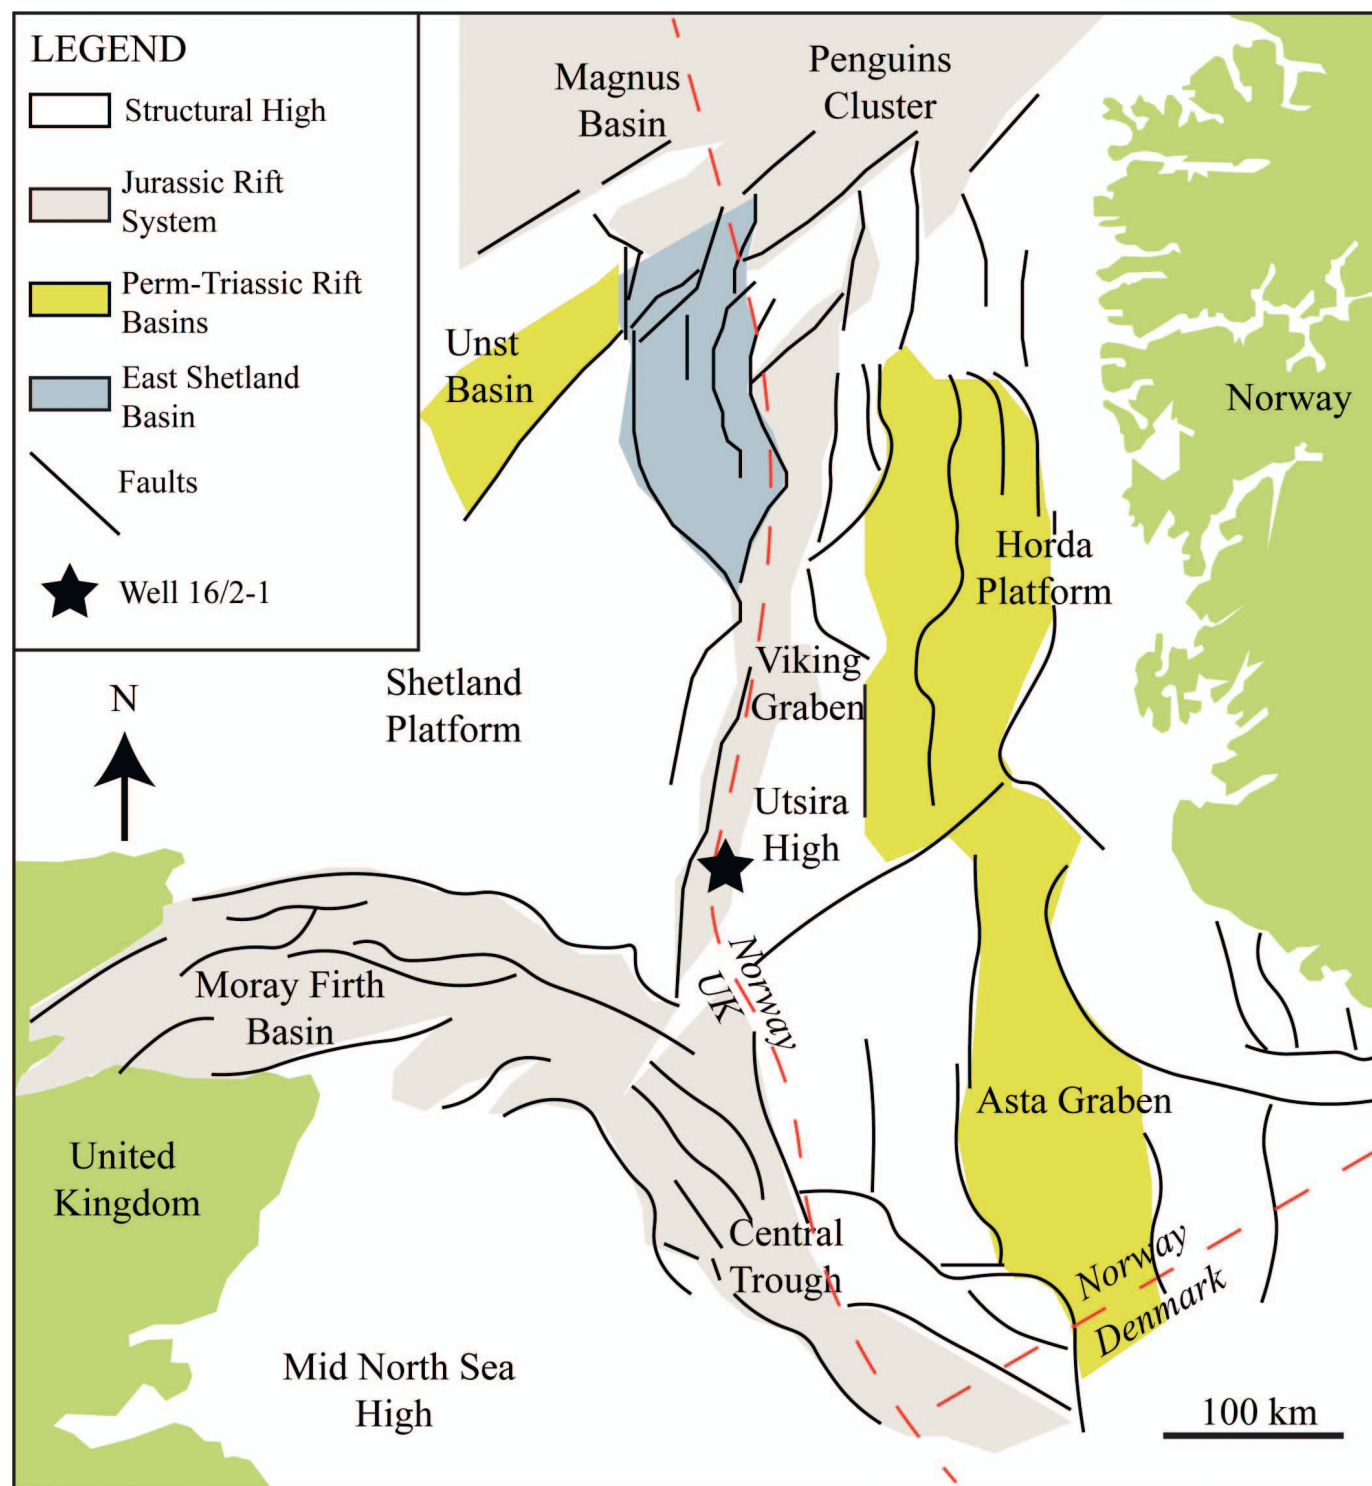 LEGEND
Structural High
Jurassic Rift
System
Perm-Triassic Rift
Basins
East Shetland
Basin
Faults
Well 16/2-1
Magnus
Basin
Penguins
Cluster
Unst
Basin
Norway
Horda
Platform
Shetland
Platform
Viking
Graben
N
Utsira
High
Norway
UK
Moray Firth
Basin
Asta Graben
United
Kingdom
Central
Trough
Norway
Denmark
Mid North Sea
High
100 km